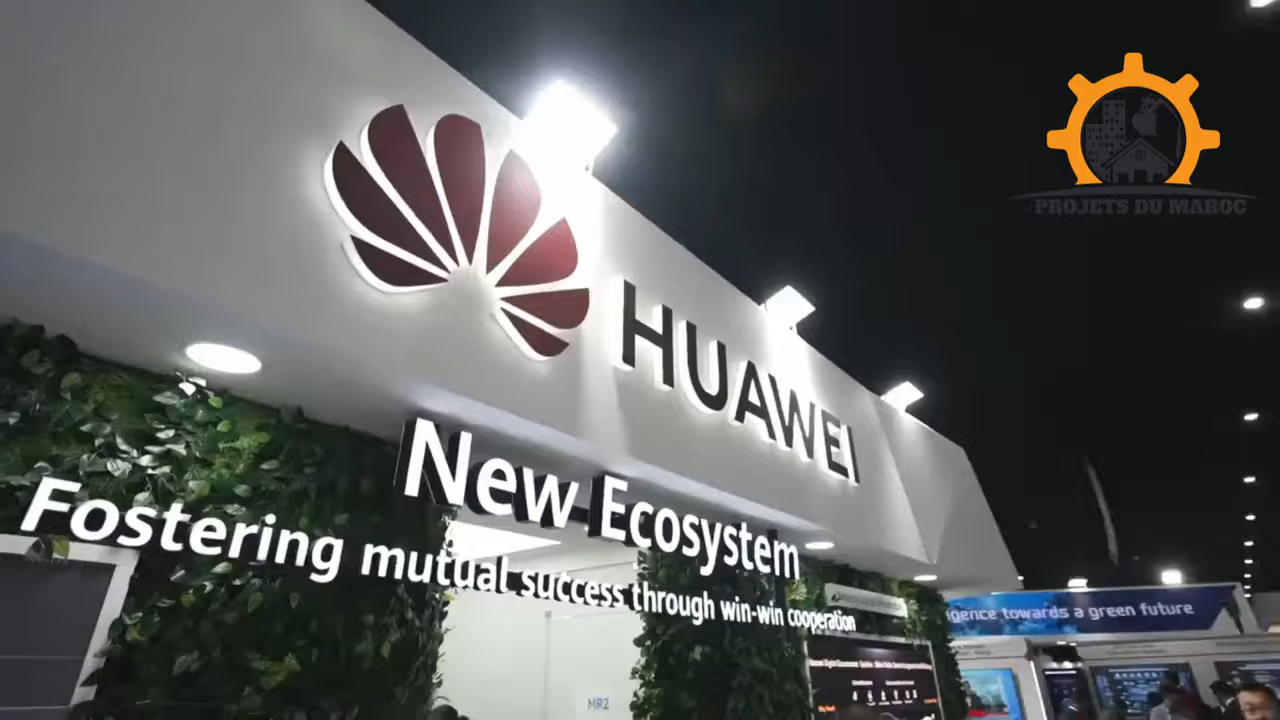 PROJETS DU MAROC
HUAWEI
New Ecosystem
Fostering mutual success through win-win cooperation
gence towards a green future
MR2